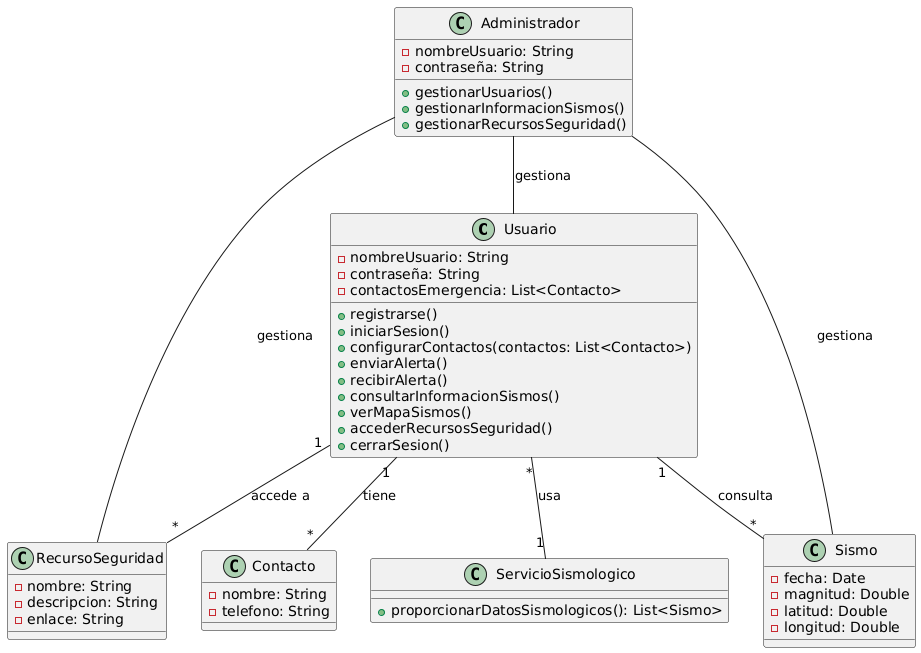 C Administrador
nombreUsuario: String
contraseña: String
gestionarUsuarios()
gestionarInformacionSismos()
gestionarRecursosSeguridad()
gestiona
C Usuario
nombreUsuario: String
contraseña: String
contactosEmergencia: List<Contacto>
registrarse()
iniciarSesion()
configurarContactos(contactos: List<Contacto>)
enviarAlerta()
recibirAlerta()
consultarInformacionSismos()
verMapaSismos()
accederRecursosSeguridad()
cerrarSesion()
gestiona
gestiona
1
accede a
*
1
tiene
*
*
usa
1
1
consulta
*
C RecursoSeguridad
nombre: String
descripcion: String
enlace: String
C Contacto
nombre: String
telefono: String
C ServicioSismologico
proporcionarDatosSismologicos(): List<Sismo>
C Sismo
fecha: Date
magnitud: Double
latitud: Double
longitud: Double